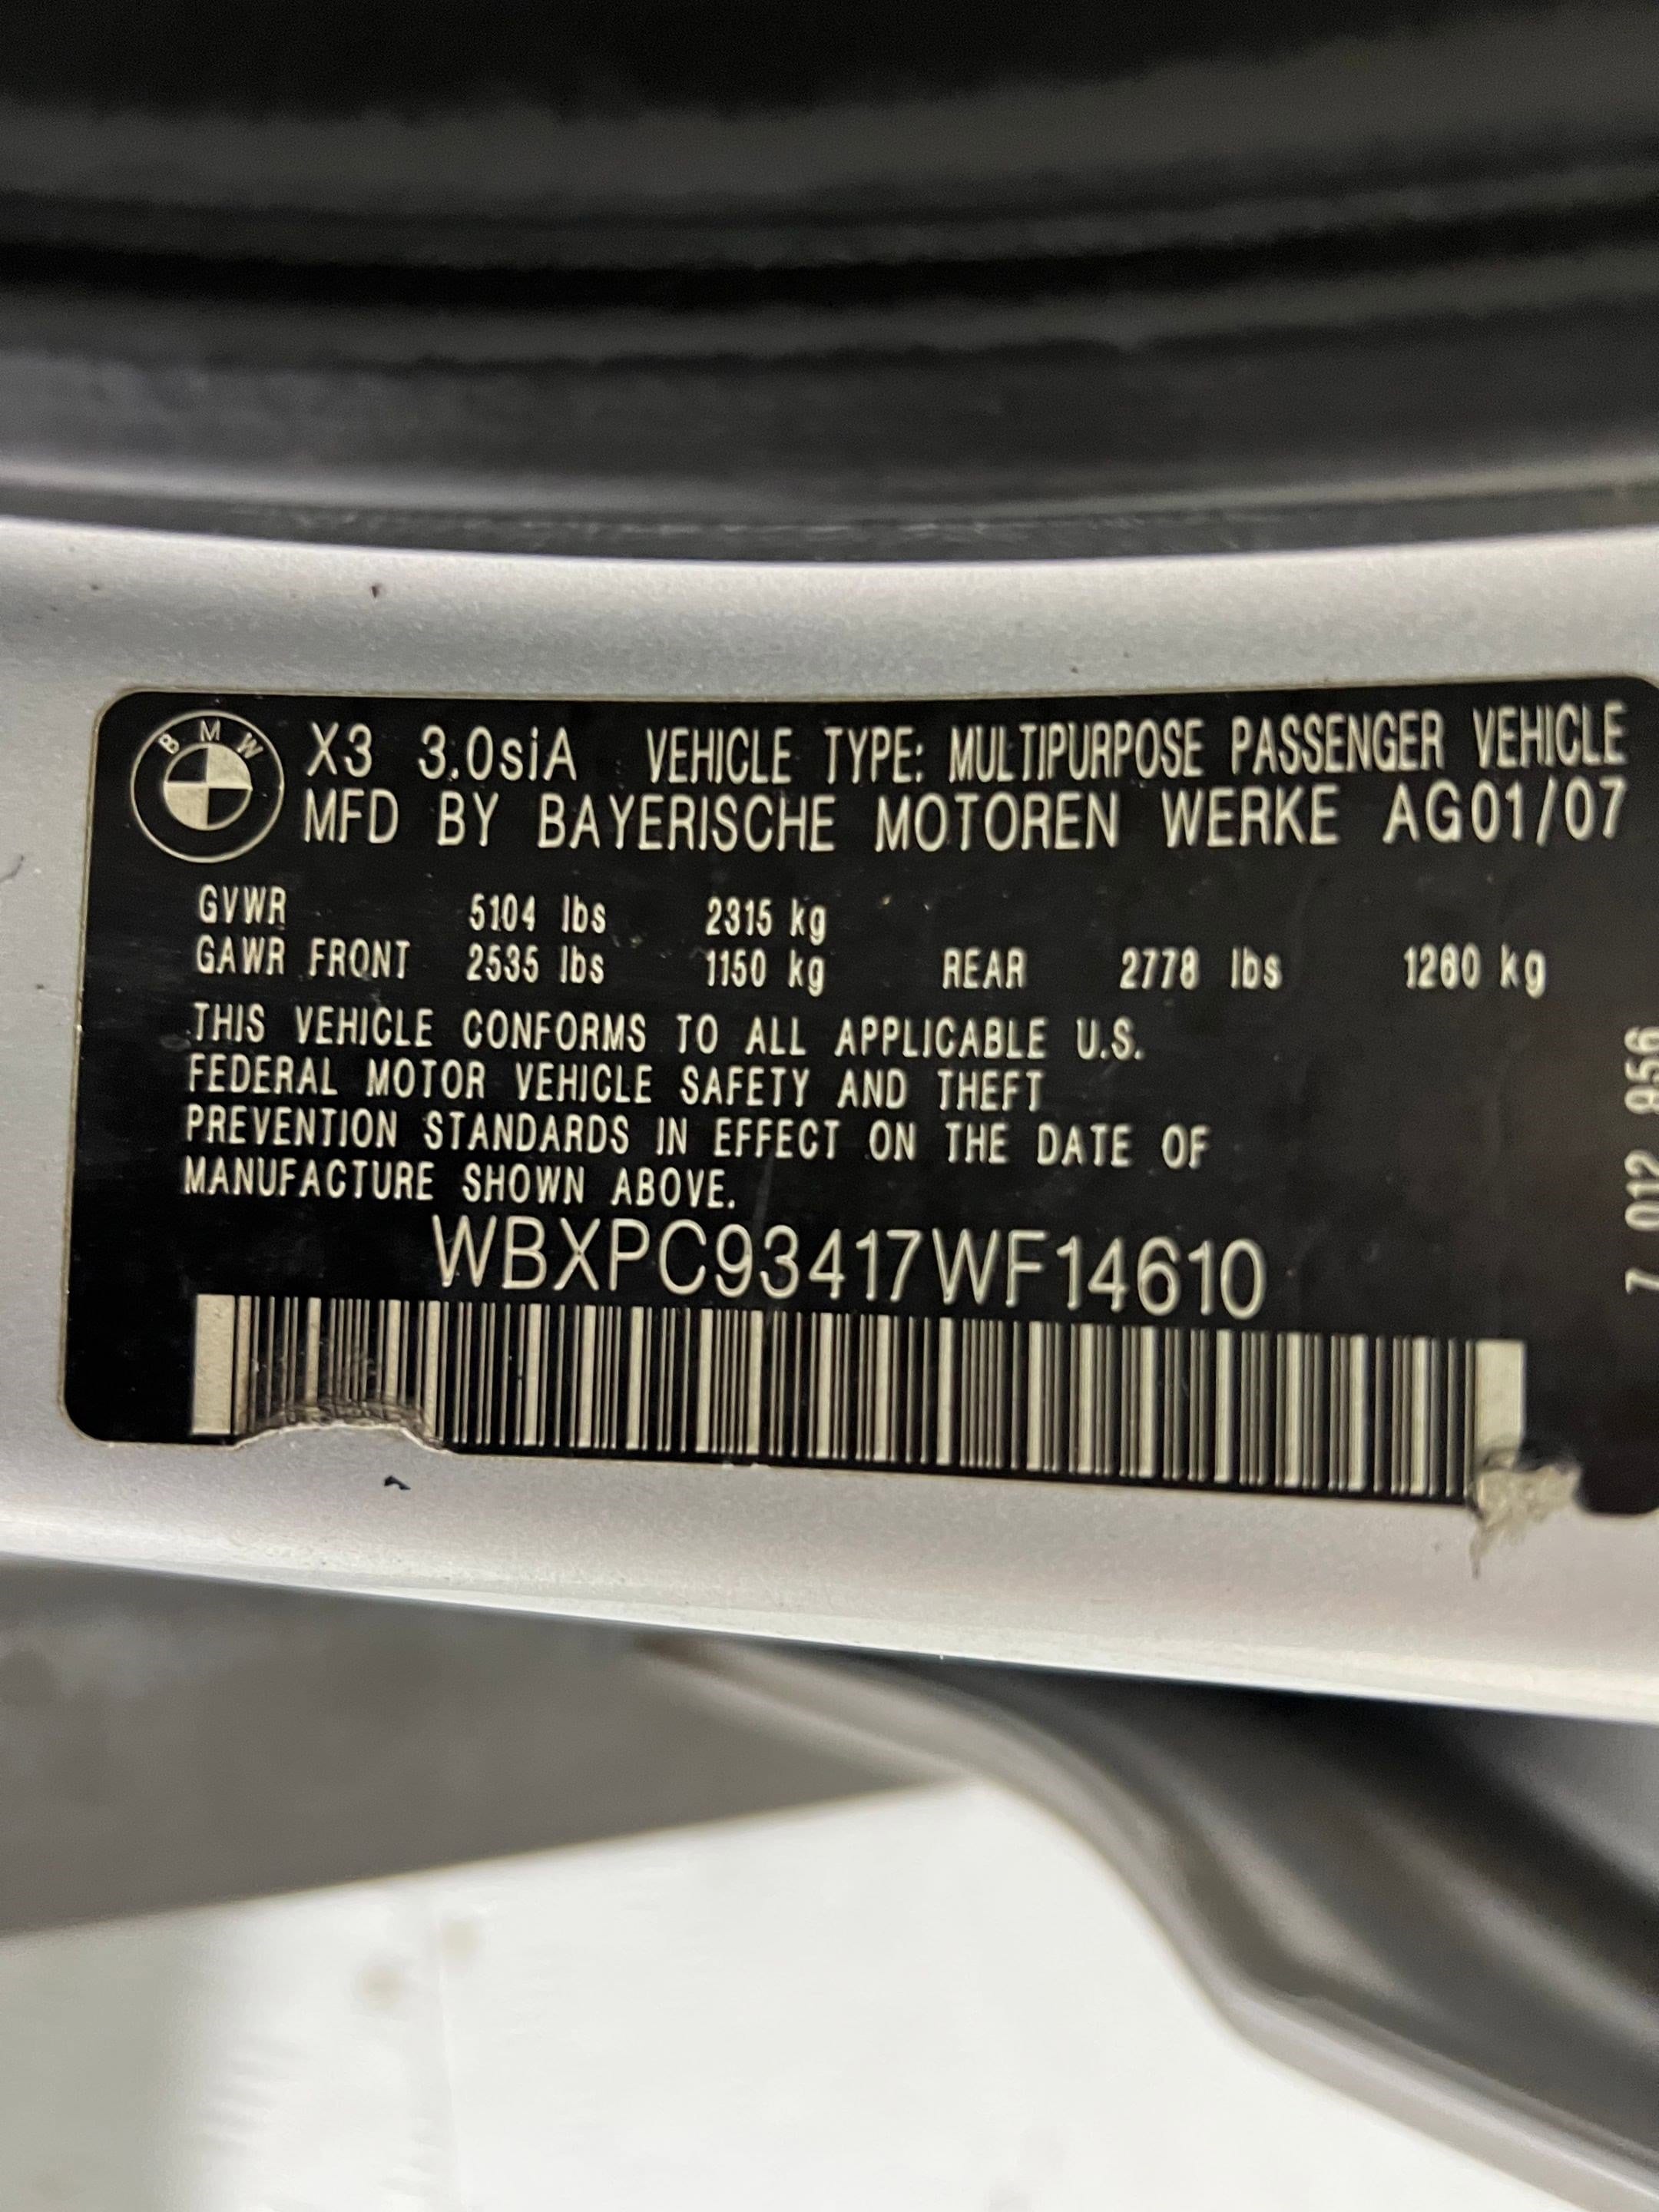 BMW
X3 3.0siA VEHICLE TYPE: MULTIPURPOSE PASSENGER VEHICLE
MFD BY BAYERISCHE MOTOREN WERKE AG01/07
GVWR 5104 lbs 2315 kg
GAWR FRONT 2535 lbs 1150 kg REAR 2778 lbs 1260 kg
THIS VEHICLE CONFORMS TO ALL APPLICABLE U.S.
FEDERAL MOTOR VEHICLE SAFETY AND THEFT
PREVENTION STANDARDS IN EFFECT ON THE DATE OF
MANUFACTURE SHOWN ABOVE.
WBXPC93417WF14610
7 012 956